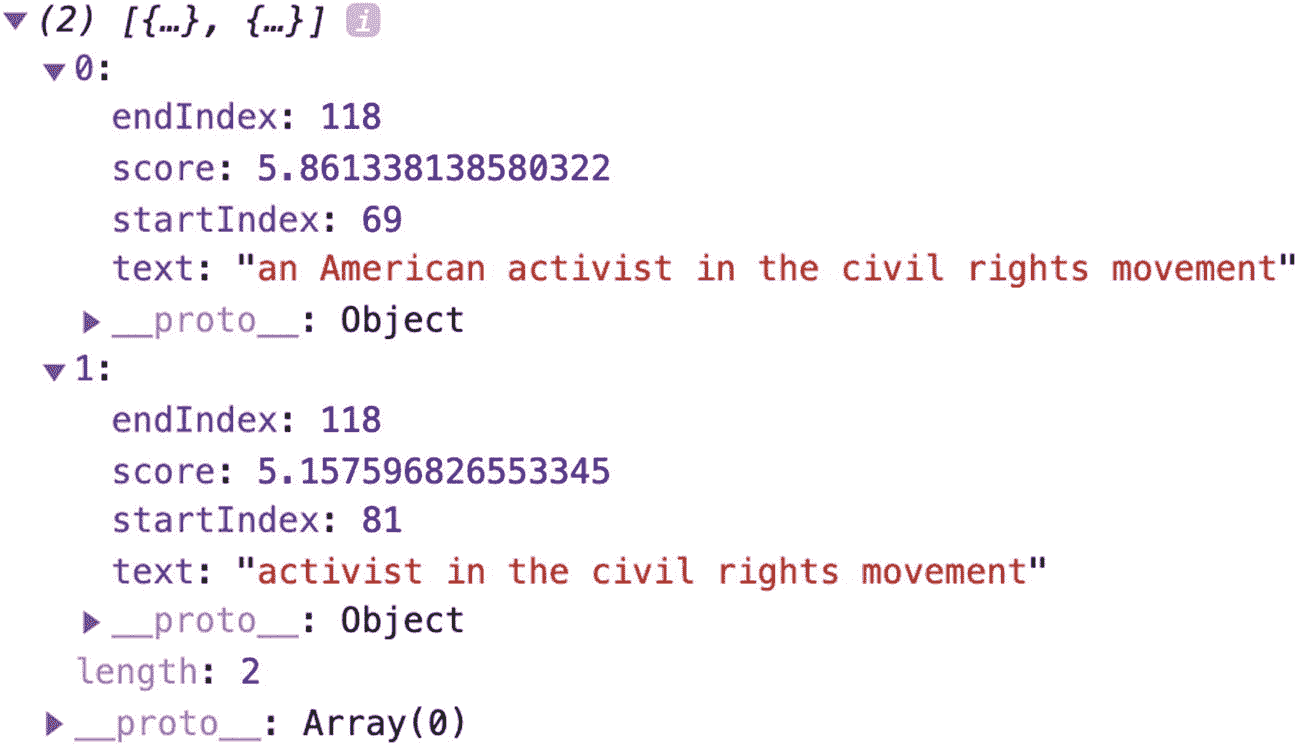 (2) [{…}, {…}] i
0:
endIndex: 118
score: 5.861338138580322
startIndex: 69
text: "an American activist in the civil rights movement"
__proto__: Object
1:
endIndex: 118
score: 5.157596826553345
startIndex: 81
text: "activist in the civil rights movement"
__proto__: Object
length: 2
__proto__: Array(0)